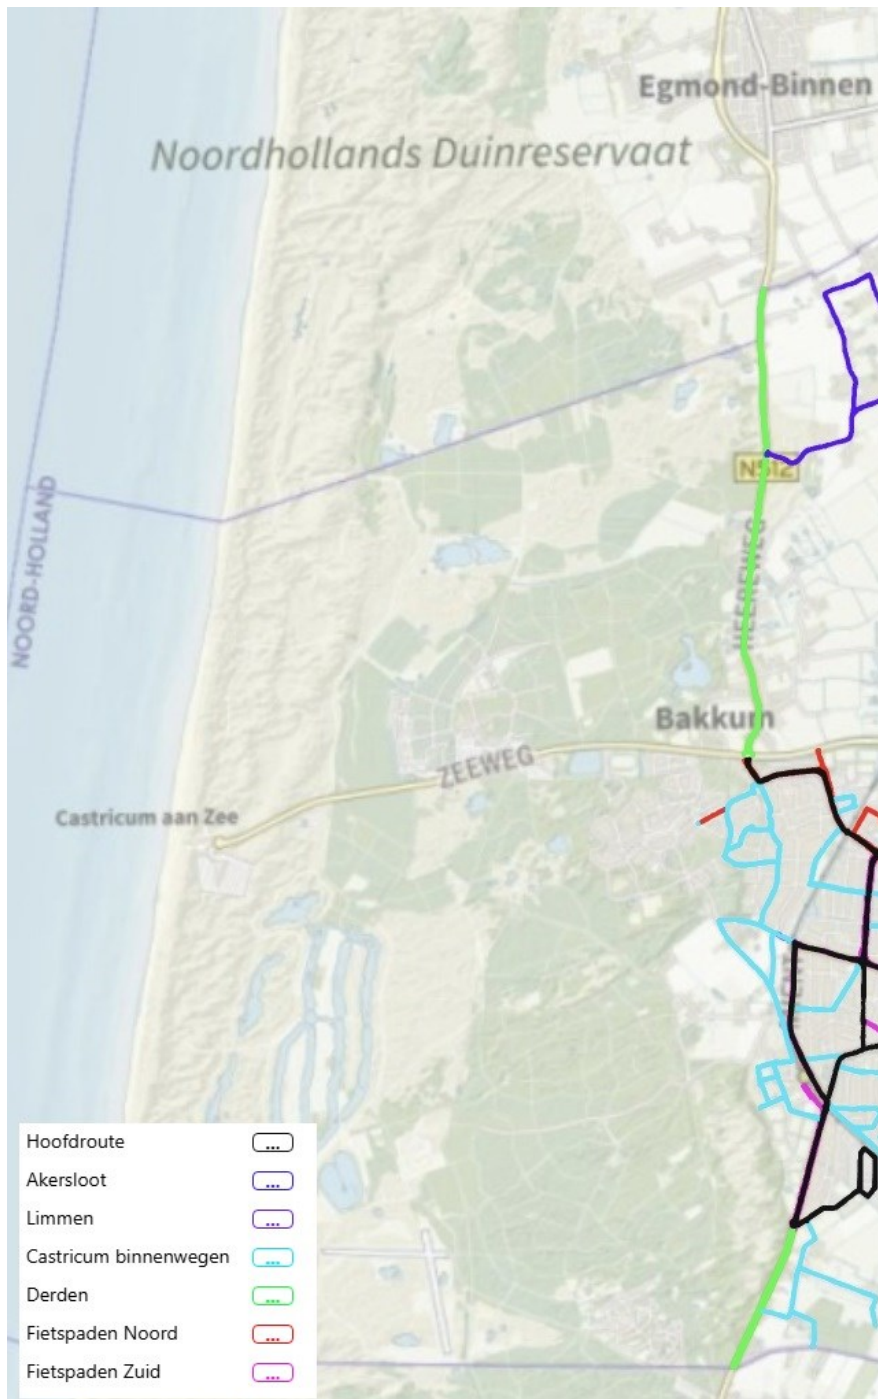 Egmond-Binnen
Noordhollands Duinreservaat
N512
NOORD-HOLLAND
HEEREWEG
Bakkum
ZEEWEG
Castricum aan Zee
Hoofdroute ...
Akersloot ...
Limmen ...
Castricum binnenwegen ...
Derden ...
Fietspaden Noord ...
Fietspaden Zuid ...